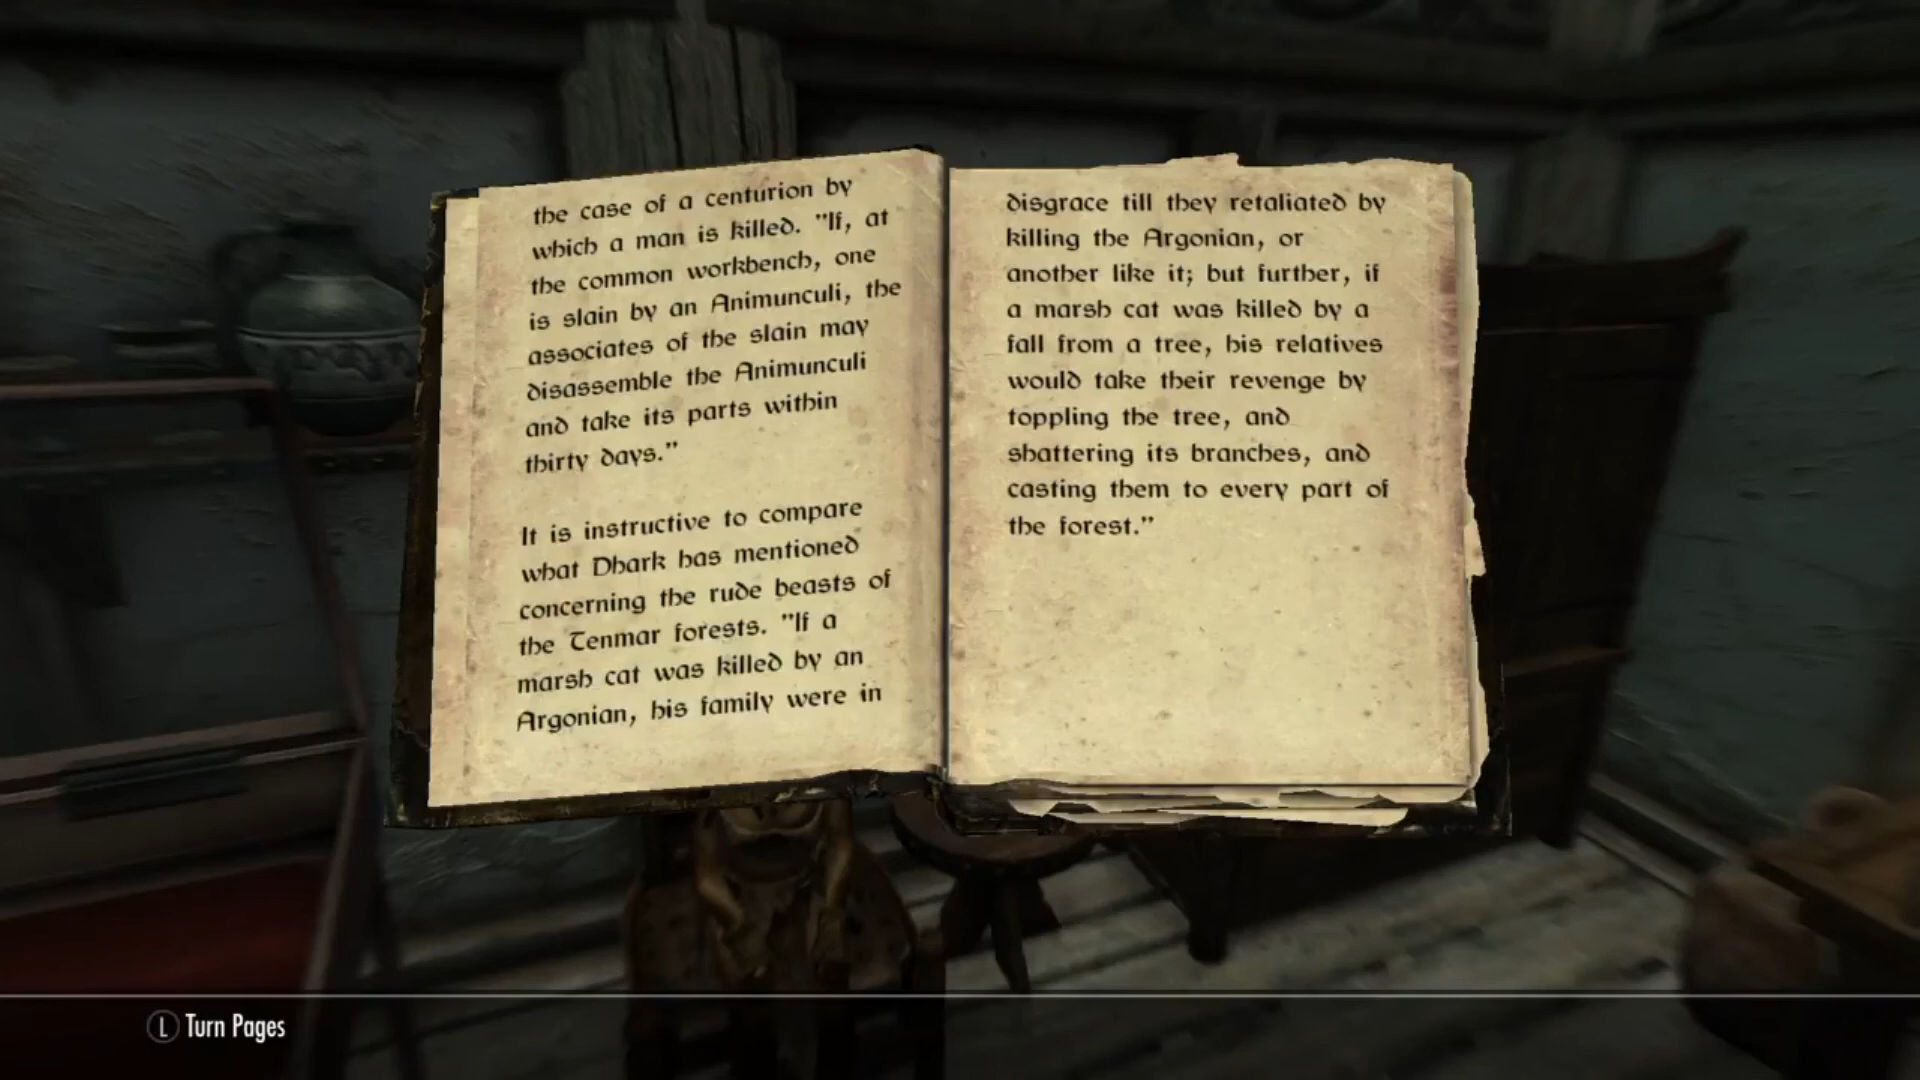 the case of a centurion by
which a man is killed. "If, at
the common workbench, one
is slain by an Animunculi, the
associates of the slain may
disassemble the Animunculi
and take its parts within
thirty days."
It is instructive to compare
what Dhark has mentioned
concerning the rude beasts of
the Tenmar forests. "If a
marsh cat was killed by an
Argonian, his family were in
disgrace till they retaliated by
killing the Argonian, or
another like it; but further, if
a marsh cat was killed by a
fall from a tree, his relatives
would take their revenge by
toppling the tree, and
shattering its branches, and
casting them to every part of
the forest."
L Turn Pages